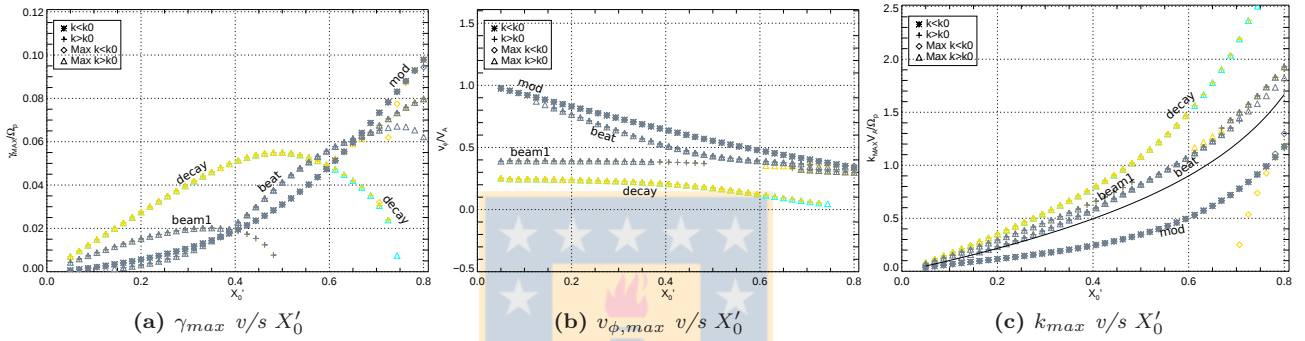 (a)
0.12
0.10
0.08
0.06
0.04
0.02
0.00
γMAX/Ωp
k<k0
k>k0
Max k<k0
Max k>k0
mod
decay
beat
beam1
decay
0.0 0.2 0.4 0.6 0.8
X0'
(a) γmax v/s X′0
1.5
1.0
0.5
0.0
−0.5
vϕ/VA
k<k0
k>k0
Max k<k0
Max k>k0
mod
beat
beam1
decay
0.0 0.2 0.4 0.6 0.8
X0'
(b) vϕ,max v/s X′0
2.5
2.0
1.5
1.0
0.5
0.0
kMAXVA/Ωp
k<k0
k>k0
Max k<k0
Max k>k0
decay
beam1
beat
mod
0.0 0.2 0.4 0.6 0.8
X0'
(c) kmax v/s X′0